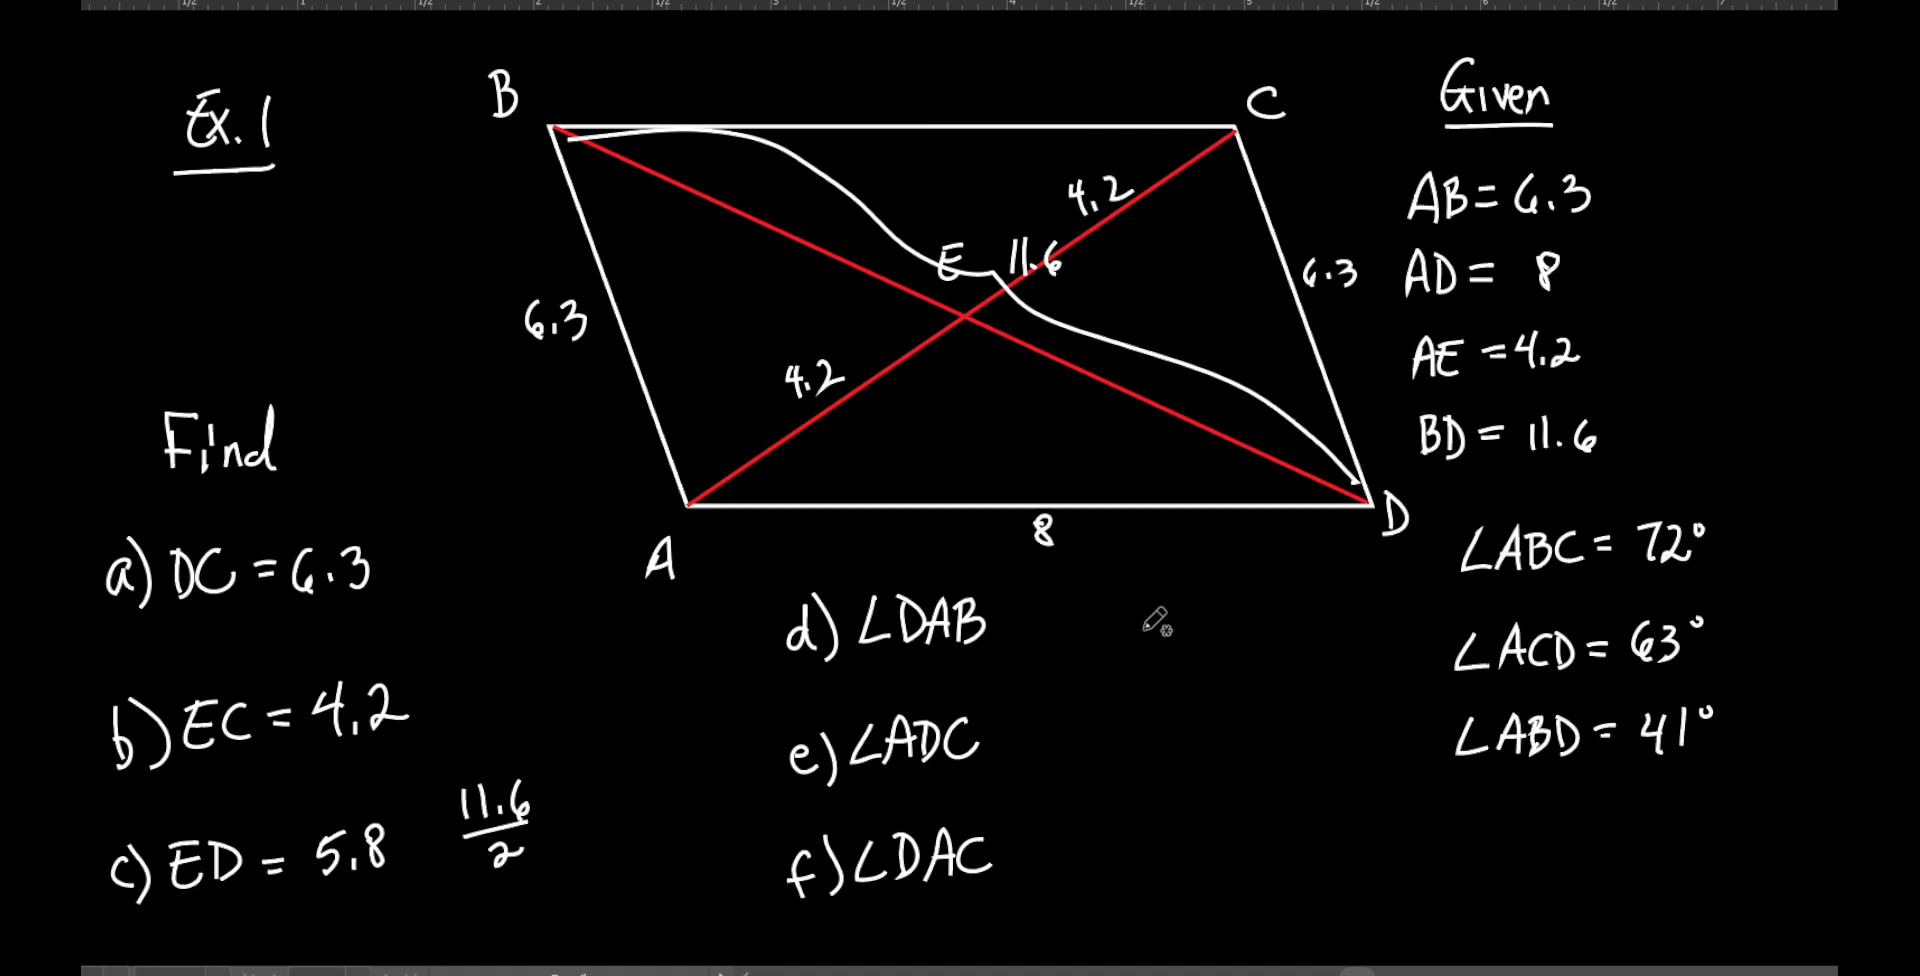 Ex. 1
B
C
Given
4.2
AB = 6.3
E
11.6
6.3
AD = 8
6.3
4.2
AE = 4.2
BD = 11.6
Find
A
8
D
∠ABC = 72°
a) DC = 6.3
d) ∠DAB
∠ACD = 63°
b) EC = 4.2
e) ∠ADC
∠ABD = 41°
c) ED = 5.8
11.6
2
f) ∠DAC